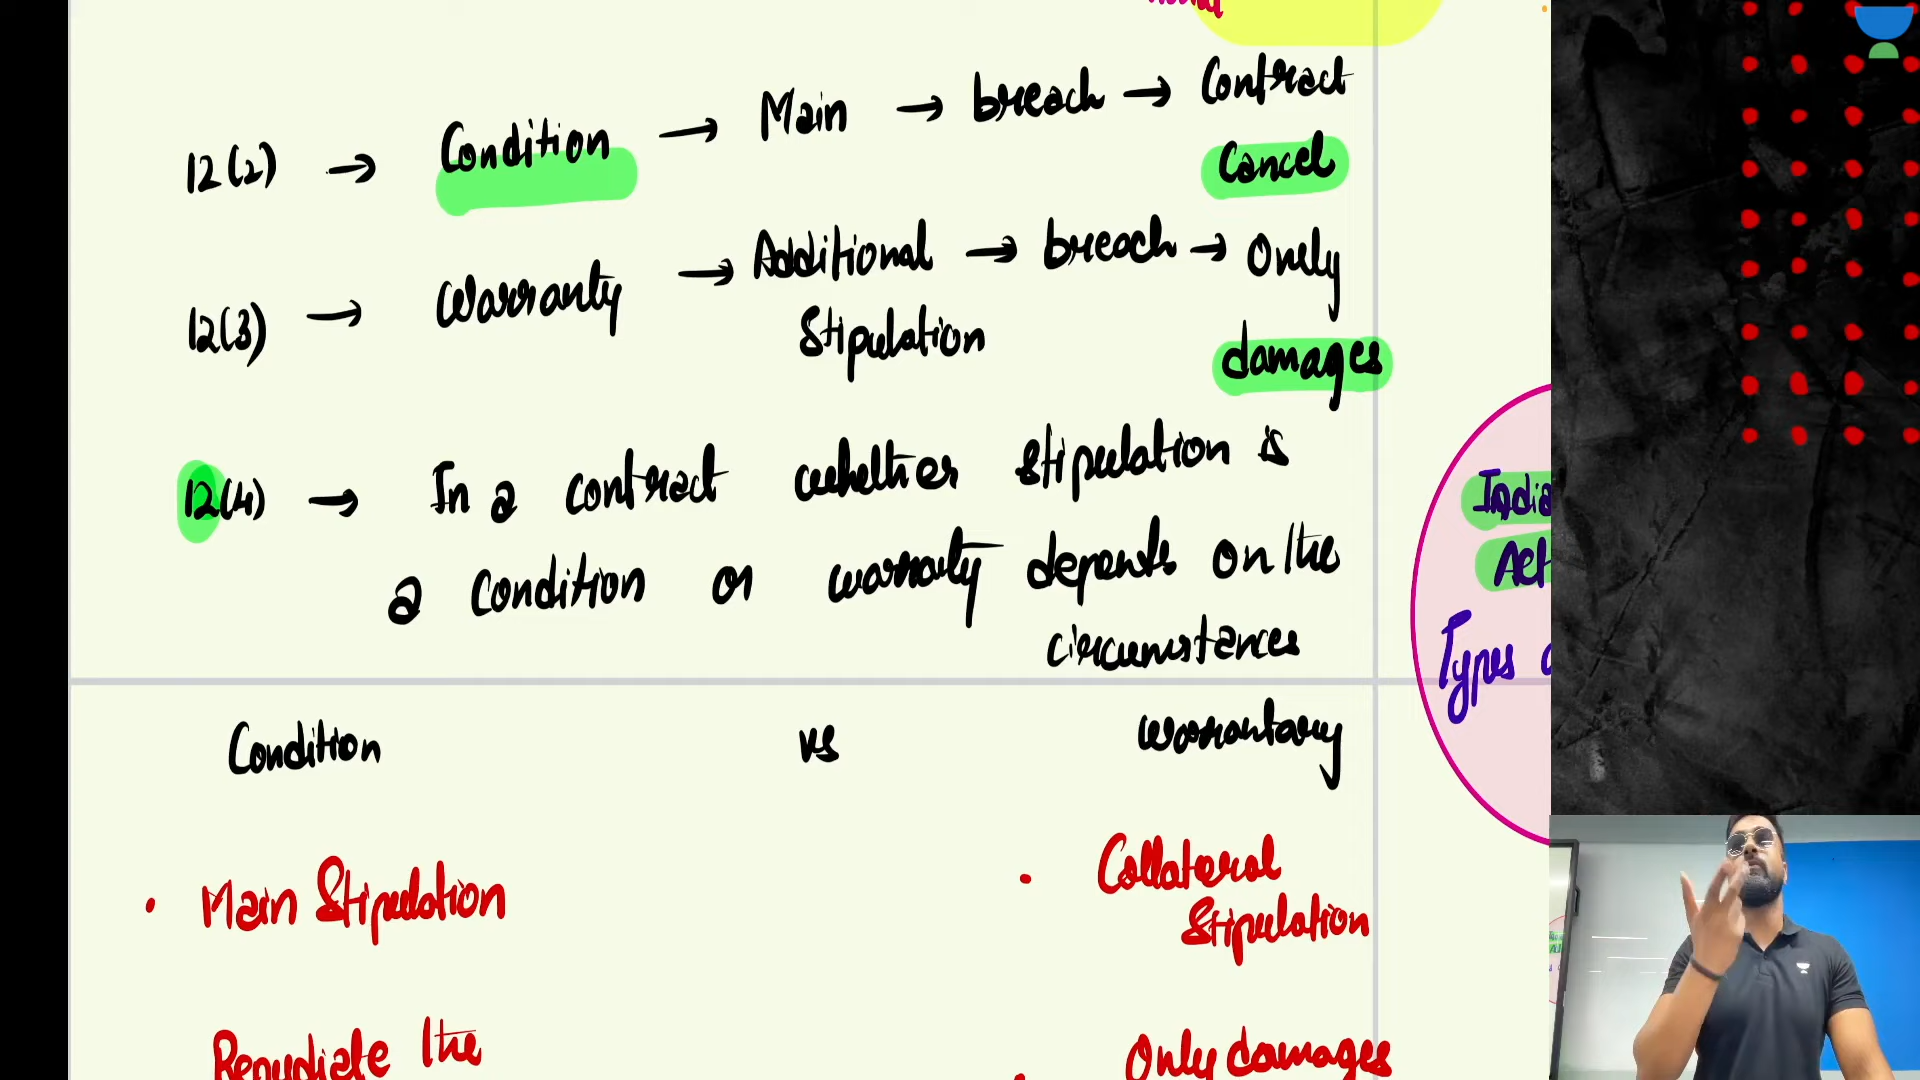 12(2) → Condition → Main → breach → Contract
Cancel
12(3) → Warranty → Additional → breach → Only
Stipulation
damages
12(4) → In a contract whether stipulation is
a condition or warranty depends on the
circumstances
Condition vs warrantary
• Main Stipulation
• Collateral
Stipulation
Repudiate the
Only damages
Act
Types